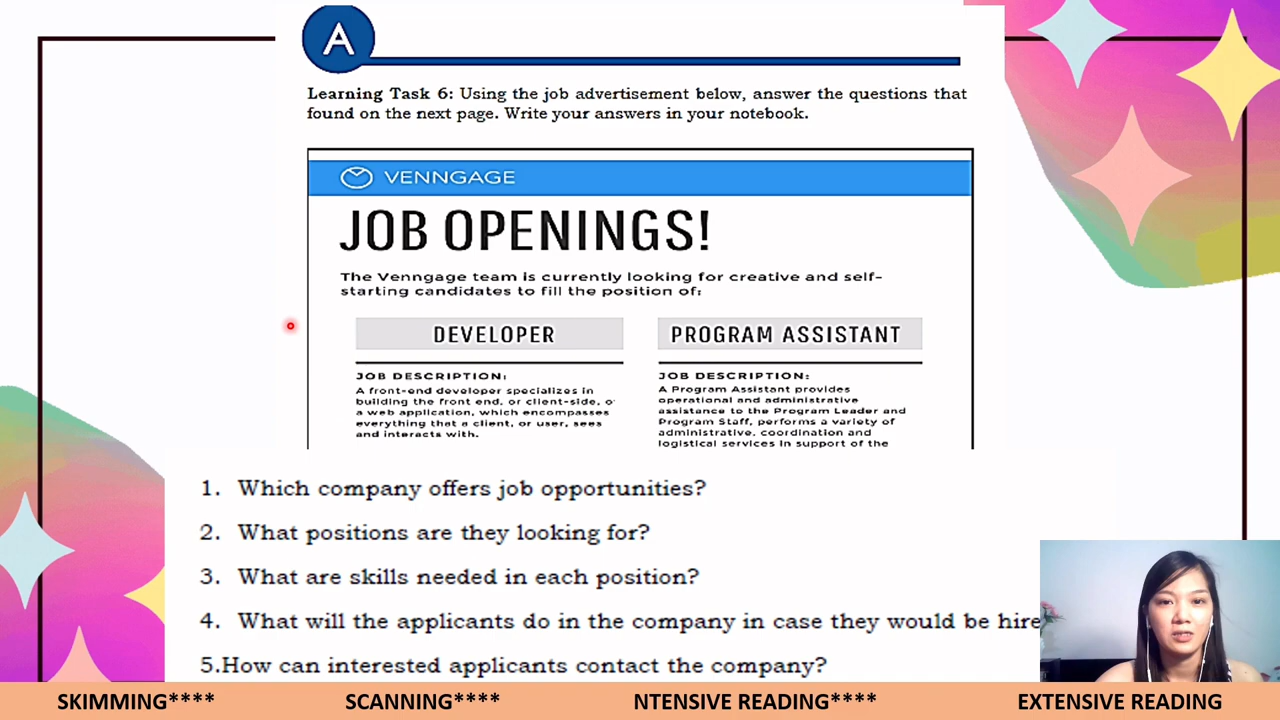 A
Learning Task 6: Using the job advertisement below, answer the questions that
found on the next page. Write your answers in your notebook.
VENNGAGE
JOB OPENINGS!
The Venngage team is currently looking for creative and self-
starting candidates to fill the position of:
DEVELOPER
JOB DESCRIPTION:
A front-end developer specializes in
building the front end, or client-side, o
a web application, which encompasses
everything that a client, or user, sees
and interacts with.
PROGRAM ASSISTANT
JOB DESCRIPTION:
A Program Assistant provides
operational and administrative
assistance to the Program Leader and
Program Staff, performs a variety of
administrative, coordination and
logistical services in support of the
1. Which company offers job opportunities?
2. What positions are they looking for?
3. What are skills needed in each position?
4. What will the applicants do in the company in case they would be hire
5.How can interested applicants contact the company?
SKIMMING**** SCANNING**** NTENSIVE READING**** EXTENSIVE READING